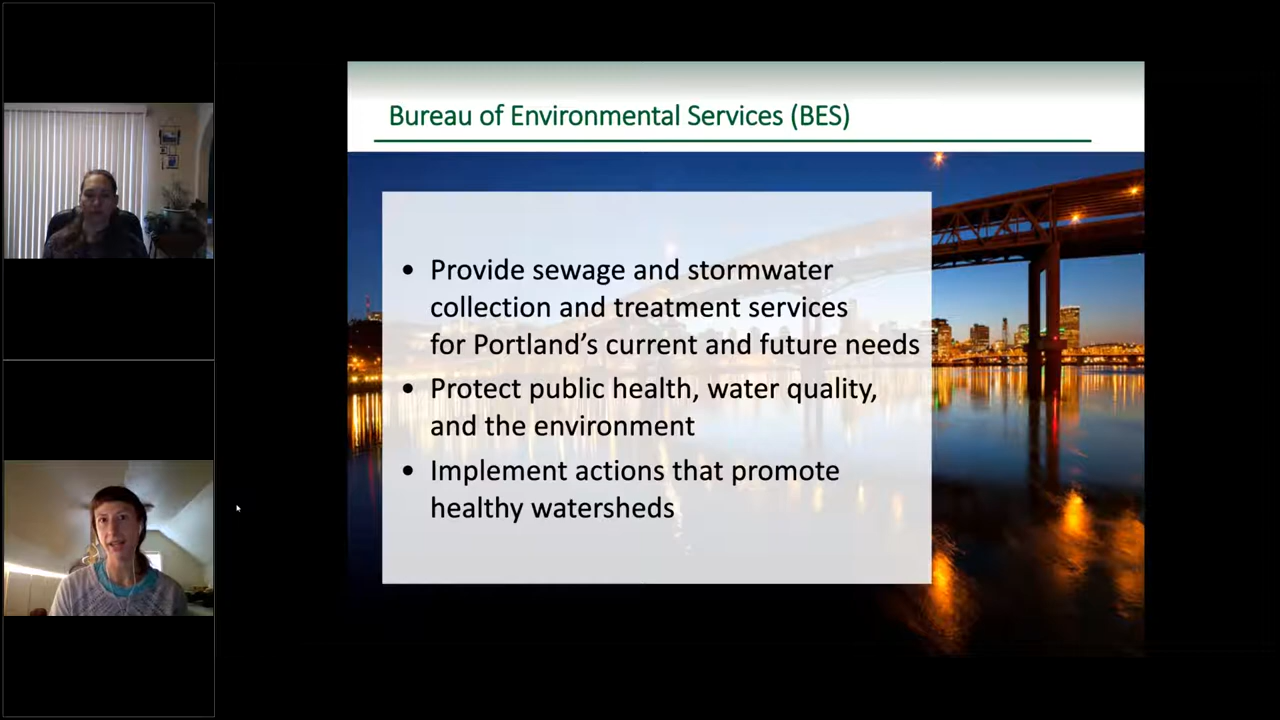 Bureau of Environmental Services (BES)
• Provide sewage and stormwater
collection and treatment services
for Portland’s current and future needs
• Protect public health, water quality,
and the environment
• Implement actions that promote
healthy watersheds